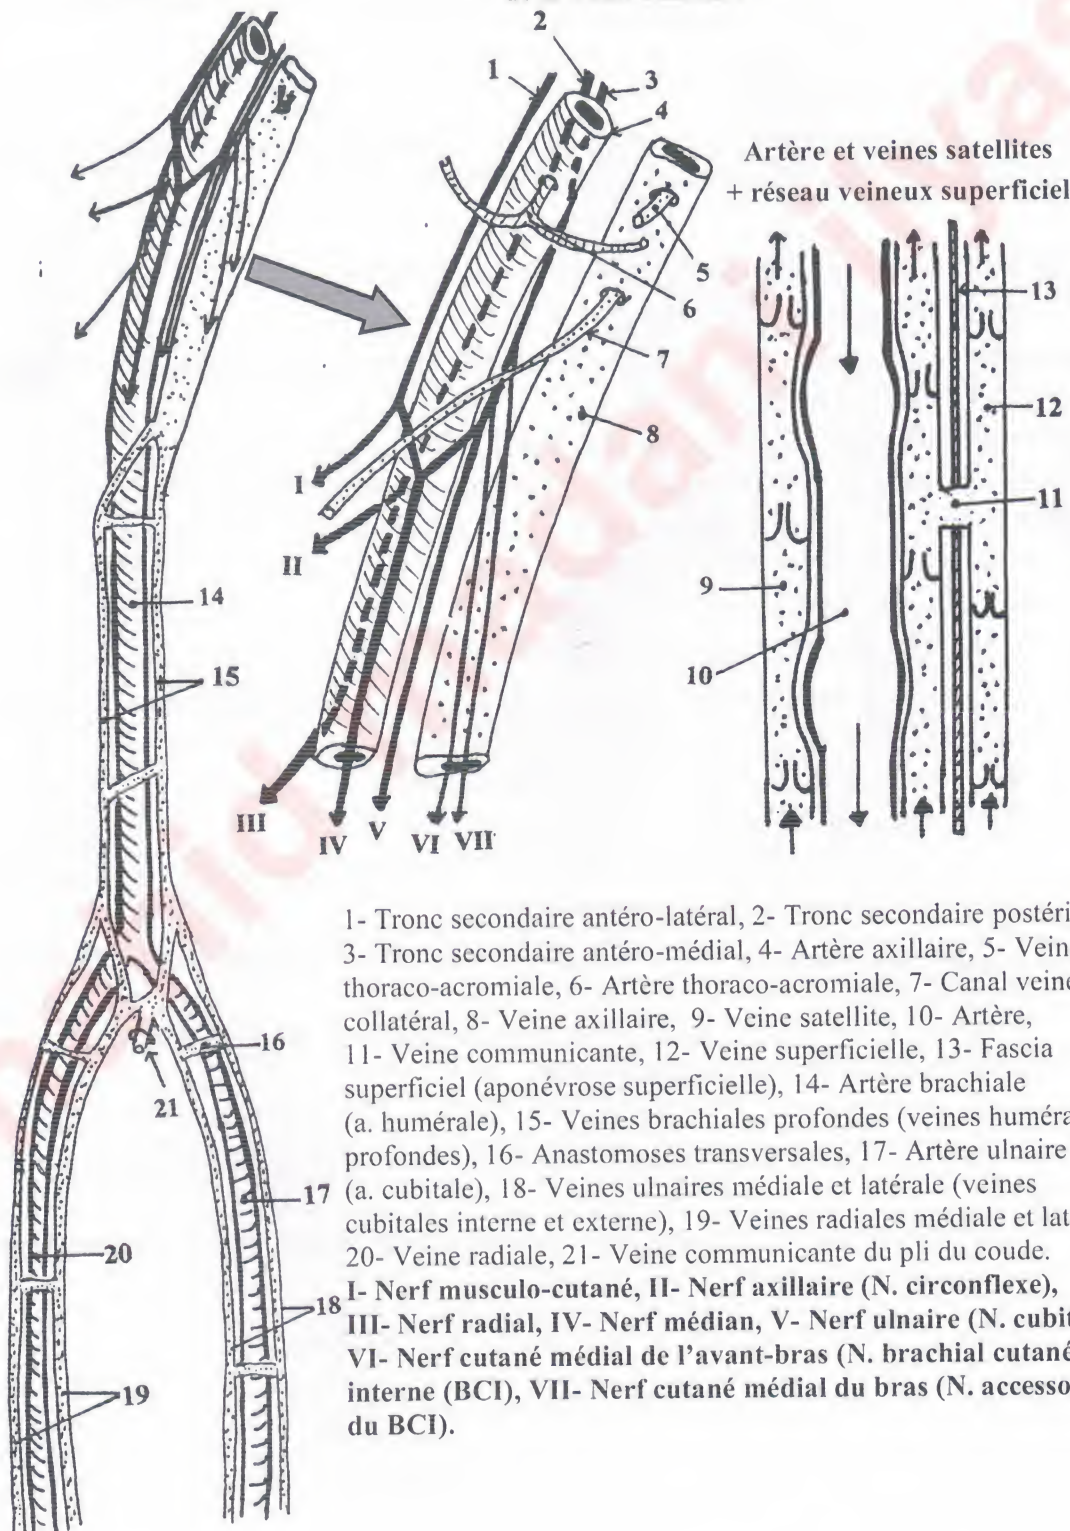 2
1
3
4
Artère et veines satellites
+ réseau veineux superficiel
5
13
6
7
12
8
I
11
II
9
14
10
15
III
IV
V
VI
VII
1- Tronc secondaire antéro-latéral, 2- Tronc secondaire postéri
3- Tronc secondaire antéro-médial, 4- Artère axillaire, 5- Vein
thoraco-acromiale, 6- Artère thoraco-acromiale, 7- Canal veine
collatéral, 8- Veine axillaire, 9- Veine satellite, 10- Artère,
16
11- Veine communicante, 12- Veine superficielle, 13- Fascia
superficiel (aponévrose superficielle), 14- Artère brachiale
21
(a. humérale), 15- Veines brachiales profondes (veines huméra
profondes), 16- Anastomoses transversales, 17- Artère ulnaire
17
(a. cubitale), 18- Veines ulnaires médiale et latérale (veines
cubitales interne et externe), 19- Veines radiales médiale et lat
20
20- Veine radiale, 21- Veine communicante du pli du coude.
I- Nerf musculo-cutané, II- Nerf axillaire (N. circonflexe),
18
III- Nerf radial, IV- Nerf médian, V- Nerf ulnaire (N. cubit
VI- Nerf cutané médial de l'avant-bras (N. brachial cutané
19
interne (BCI), VII- Nerf cutané médial du bras (N. accesso
du BCI).